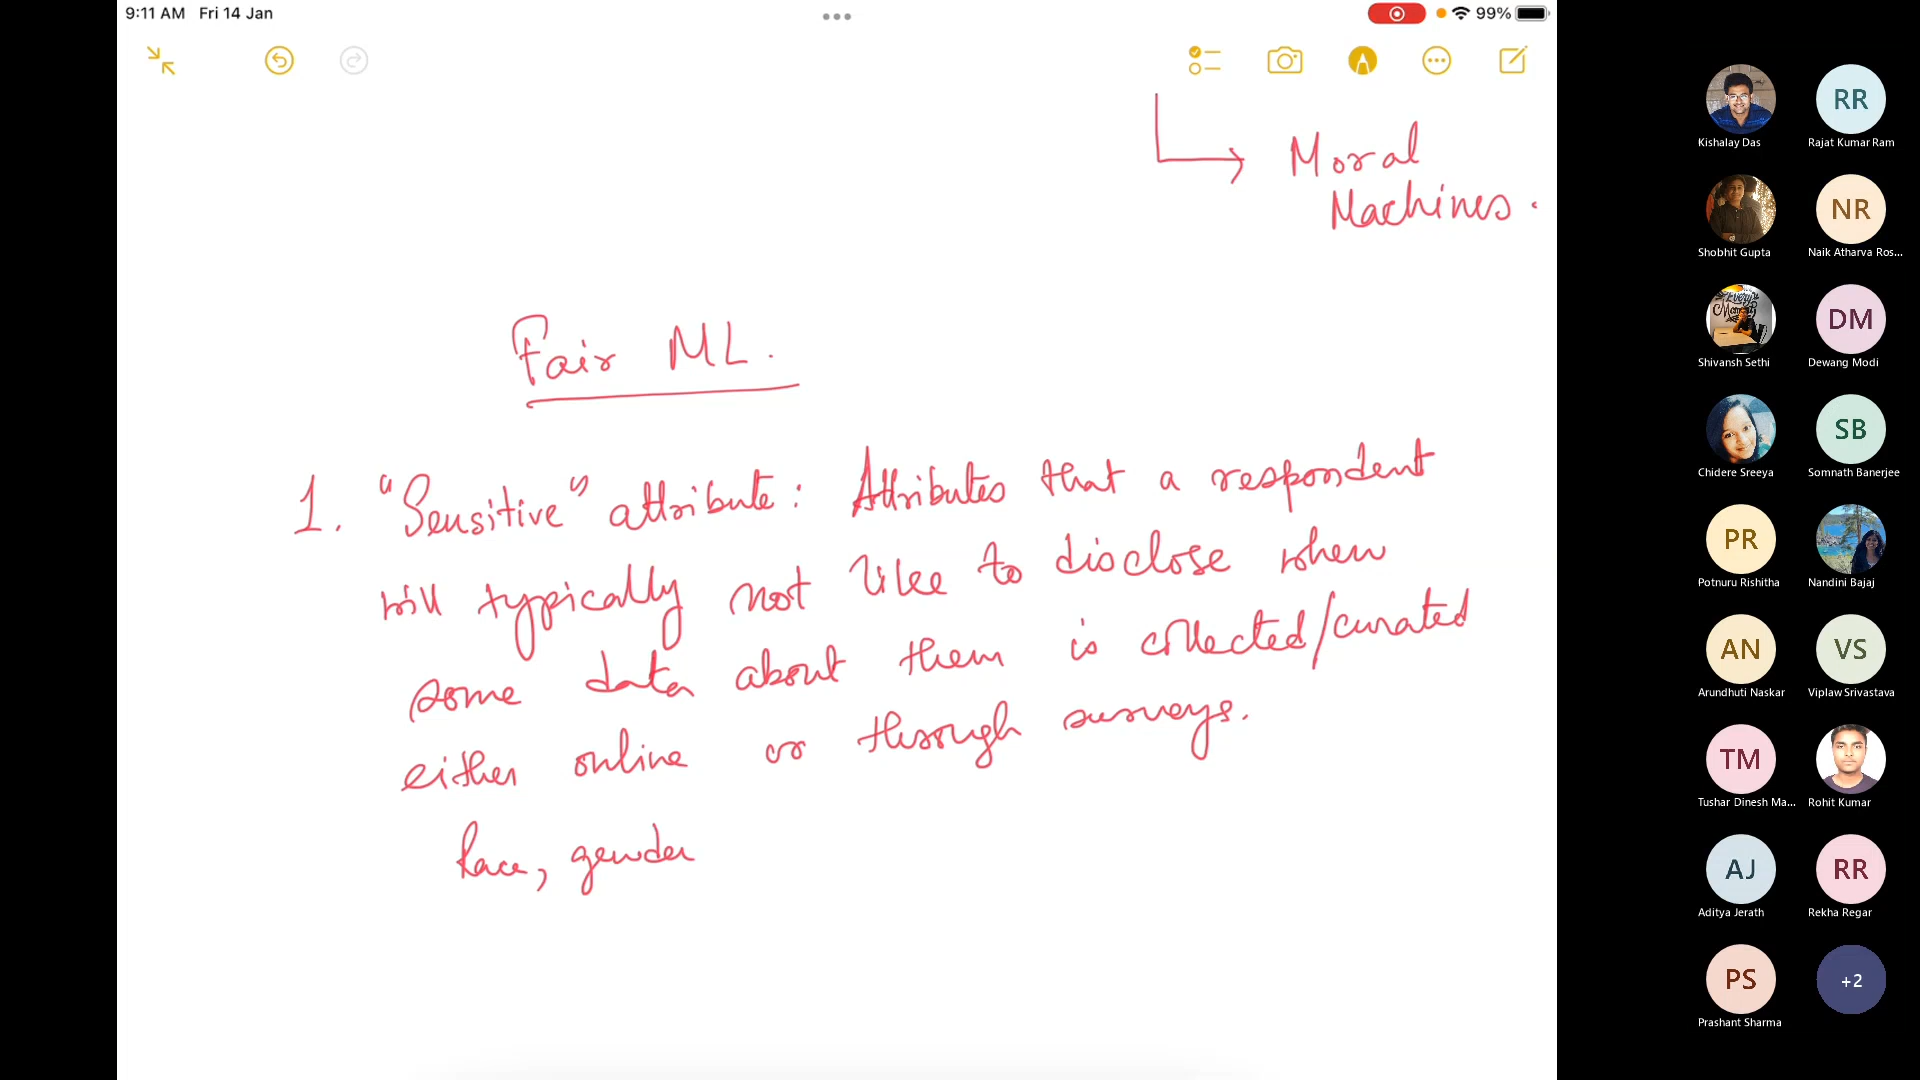 9:11 AM Fri 14 Jan
99%
Moral
Machines.
Fair ML.
1. "Sensitive" attribute: Attributes that a respondent
will typically not like to disclose when
some data about them is collected/curated
either online or through surveys.
Race, gender
Kishalay Das
RR
Rajat Kumar Ram
Shobhit Gupta
NR
Naik Atharva Ros...
Shivansh Sethi
DM
Dewang Modi
Chidere Sreeya
SB
Somnath Banerjee
PR
Potnuru Rishitha
Nandini Bajaj
AN
Arundhuti Naskar
VS
Viplaw Srivastava
TM
Tushar Dinesh Ma...
Rohit Kumar
AJ
Aditya Jerath
RR
Rekha Regar
PS
Prashant Sharma
+2